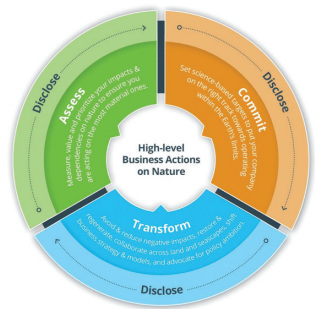 Disclose
Assess
Measure, value and prioritize your impacts &
dependencies on nature to ensure you
are acting on the most material ones.
Disclose
Commit
Set science-based targets to put your company
on the right track towards operating
within the Earth's limits.
High-level
Business Actions
on Nature
Transform
Avoid & reduce negative impacts, restore &
regenerate, collaborate across land and seascapes, shift
business strategy & models, and advocate for policy ambition.
Disclose